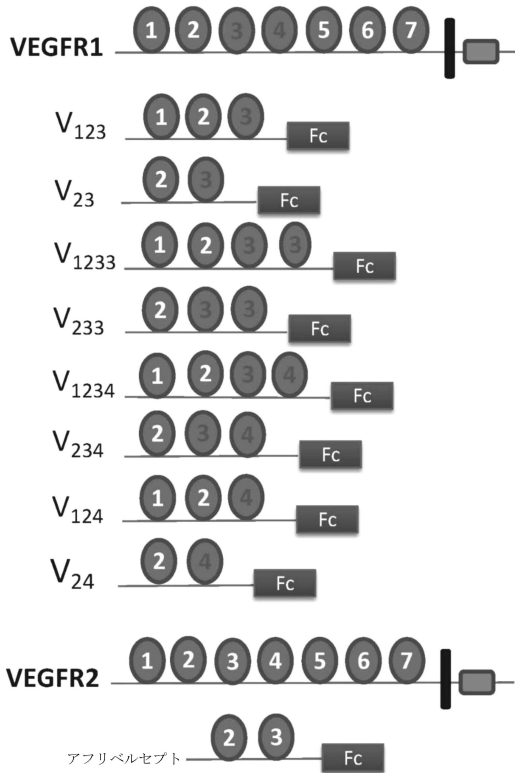 VEGFR1 1 2 3 4 5 6 7
V123 1 2 3 Fc
V23 2 3 Fc
V1233 1 2 3 3 Fc
V233 2 3 3 Fc
V1234 1 2 3 4 Fc
V234 2 3 4 Fc
V124 1 2 4 Fc
V24 2 4 Fc
VEGFR2 1 2 3 4 5 6 7
アフリベルセプト 2 3 Fc